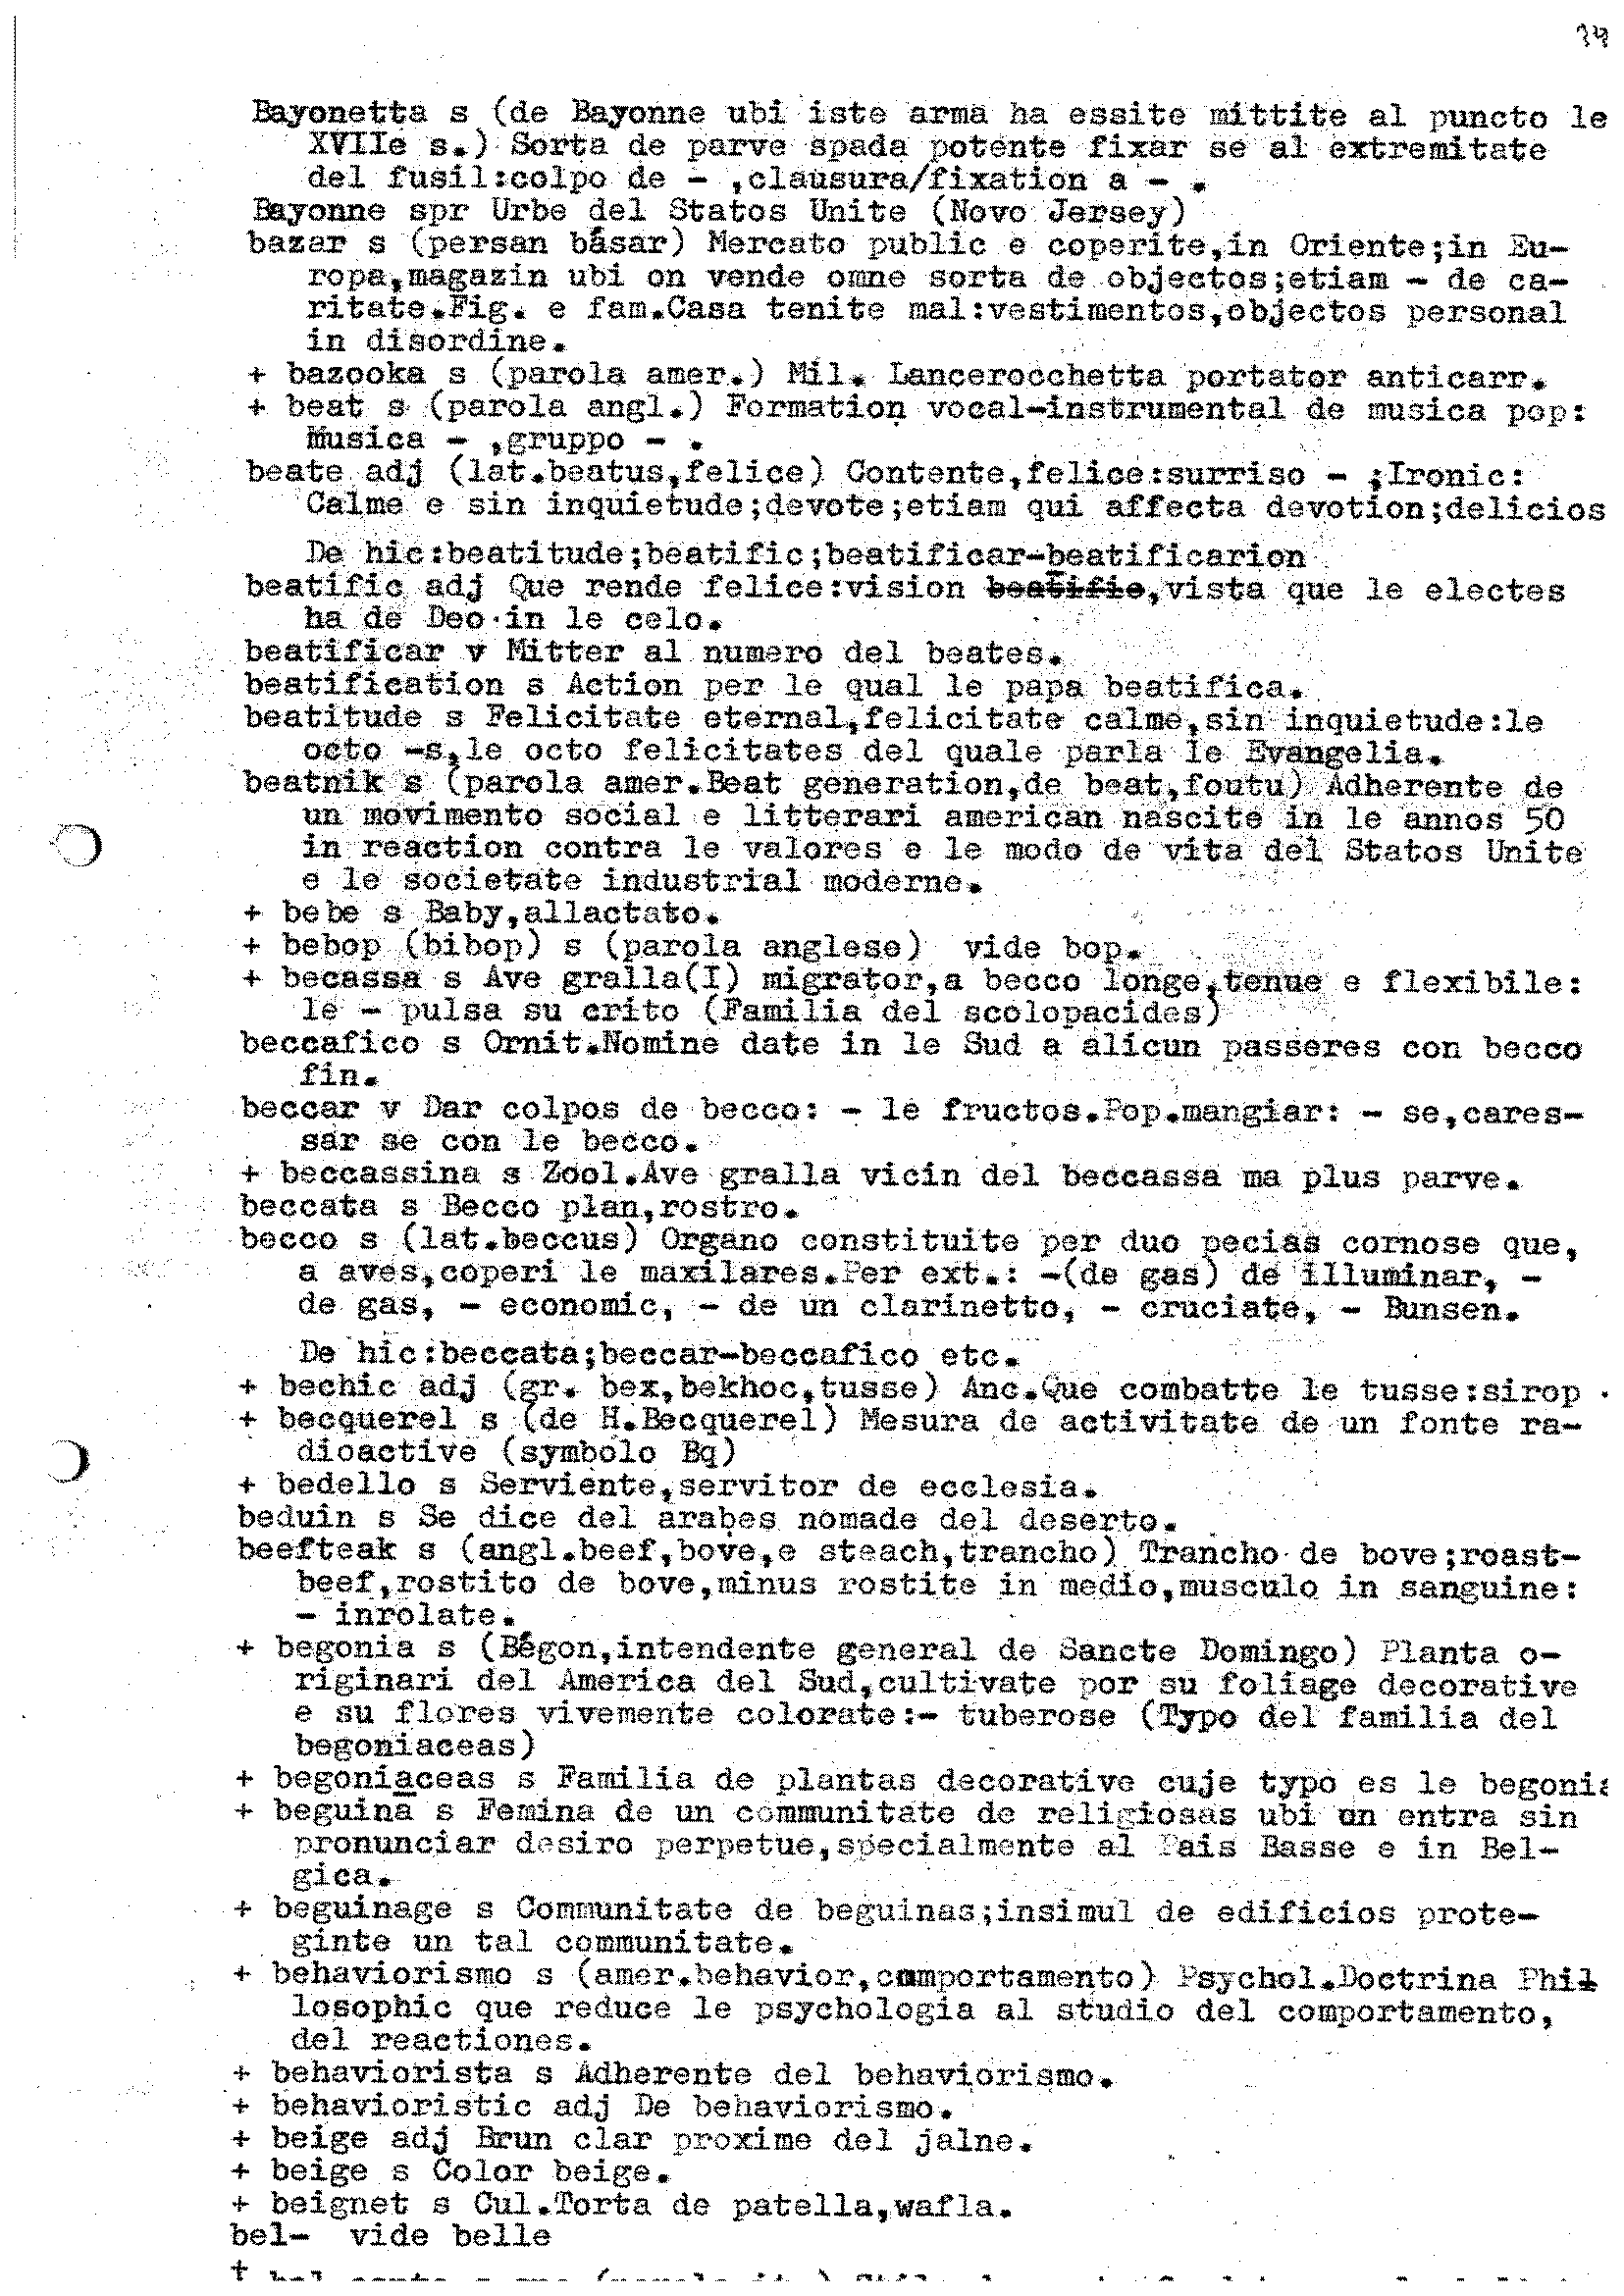 74
Bayonetta s (de Bayonne ubi iste arma ha essite mittite al puncto le
XVIIe s.) Sorta de parve spada potente fixar se al extremitate
del fusil:colpo de - ,clausura/fixation a - .
Bayonne spr Urbe del Statos Unite (Novo Jersey)
bazar s (persan básar) Mercato public e coperite,in Oriente;in Eu-
ropa,magazin ubi on vende omne sorta de objectos;etiam - de ca-
ritate.Fig. e fam.Casa tenite mal:vestimentos,objectos personal
in disordine.
+ bazooka s (parola amer.) Mil. Lancerocchetta portator anticarr.
+ beat s (parola angl.) Formation vocal-instrumental de musica pop:
Musica - ,gruppo - .
beate adj (lat.beatus,felice) Contente,felice:surriso - ;Ironic:
Calme e sin inquietude;devote;etiam qui affecta devotion;delicios
De hic:beatitude;beatific;beatificar-beatificarion
beatific adj Que rende felice:vision beatific,vista que le electes
ha de Deo in le celo.
beatificar v Mitter al numero del beates.
beatification s Action per le qual le papa beatifica.
beatitude s Felicitate eternal,felicitate calme,sin inquietude:le
octo -s,le octo felicitates del quale parla le Evangelia.
beatnik s (parola amer.Beat generation,de beat,foutu) Adherente de
un movimento social e litterari american nascite in le annos 50
in reaction contra le valores e le modo de vita del Statos Unite
e le societate industrial moderne.
+ bebe s Baby,allactato.
+ bebop (bibop) s (parola anglese) vide bop.
+ becassa s Ave gralla(I) migrator,a becco longe,tenue e flexibile:
le - pulsa su crito (Familia del scolopacides)
beccafico s Ornit.Nomine date in le Sud a alicun passeres con becco
fin.
beccar v Dar colpos de becco: - le fructos.Pop.mangiar: - se,cares-
sar se con le becco.
+ beccassina s Zool.Ave gralla vicin del beccassa ma plus parve.
beccata s Becco plan,rostro.
becco s (lat.beccus) Organo constituite per duo pecias cornose que,
a aves,coperi le maxilares.Per ext.: -(de gas) de illuminar, -
de gas, - economic, - de un clarinetto, - cruciate, - Bunsen.
De hic:beccata;beccar-beccafico etc.
+ bechic adj (gr. bex,bekhoc,tusse) Anc.Que combatte le tusse:sirop .
+ becquerel s (de H.Becquerel) Mesura de activitate de un fonte ra-
dioactive (symbolo Bq)
+ bedello s Serviente,servitor de ecclesia.
beduin s Se dice del arabes nomade del deserto.
beefteak s (angl.beef,bove,e steach,trancho) Trancho de bove;roast-
beef,rostito de bove,minus rostite in medio,musculo in sanguine:
- inrolate.
+ begonia s (Bégon,intendente general de Sancte Domingo) Planta o-
riginari del America del Sud,cultivate por su foliage decorative
e su flores vivemente colorate:- tuberose (Typo del familia del
begoniaceas)
+ begoniaceas s Familia de plantas decorative cuje typo es le begonia
+ beguina s Femina de un communitate de religiosas ubi on entra sin
pronunciar desiro perpetue,specialmente al Pais Basse e in Bel-
gica.
+ beguinage s Communitate de beguinas;insimul de edificios prote-
ginte un tal communitate.
+ behaviorismo s (amer.behavior,comportamento) Psychol.Doctrina Phil
losophic que reduce le psychologia al studio del comportamento,
del reactiones.
+ behaviorista s Adherente del behaviorismo.
+ behavioristic adj De behaviorismo.
+ beige adj Brun clar proxime del jalne.
+ beige s Color beige.
+ beignet s Cul.Torta de patella,wafla.
bel- vide belle
+